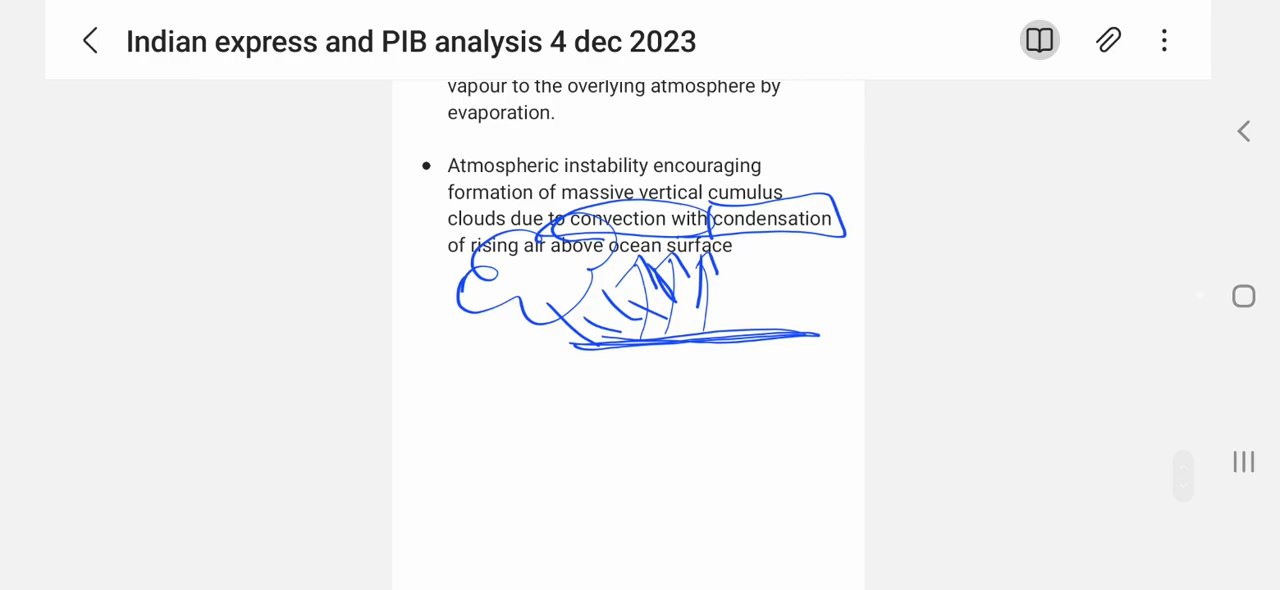 Indian express and PIB analysis 4 dec 2023
vapour to the overlying atmosphere by
evaporation.
● Atmospheric instability encouraging
formation of massive vertical cumulus
clouds due to convection with condensation
of rising air above ocean surface